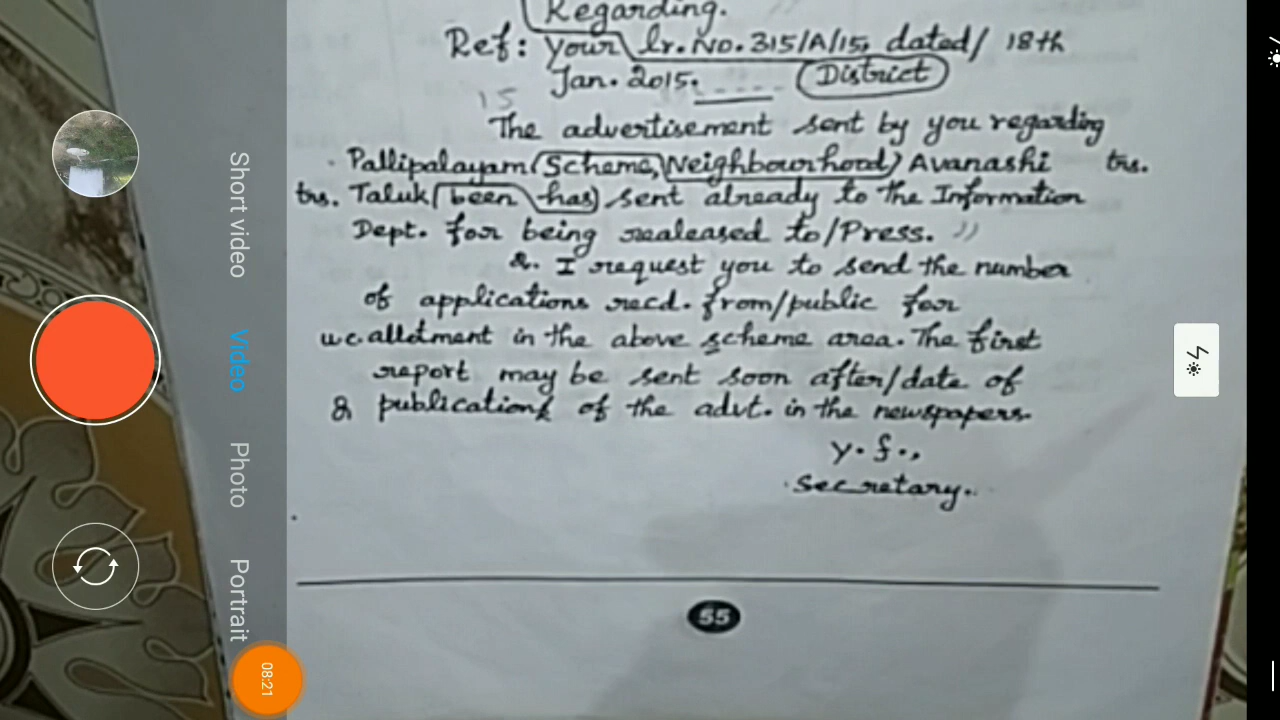 Regarding.
Ref: Your lr. No. 315/A/15, dated/ 18th
Jan. 2015. District
15
The advertisement sent by you regarding
Pallipalayam Scheme, Neighbourhood Avanashi trs.
trs. Taluk been has sent already to the Information
Dept. for being realeased to/Press. ))
&. I request you to send the number
of applications recd. from/public for
uc. allotment in the above scheme area. The first
report may be sent soon after/date of
publication of the advt. in the newspapers.
Y. f.,
Secretary.
55
Short video
Video
Photo
Portrait
08:21